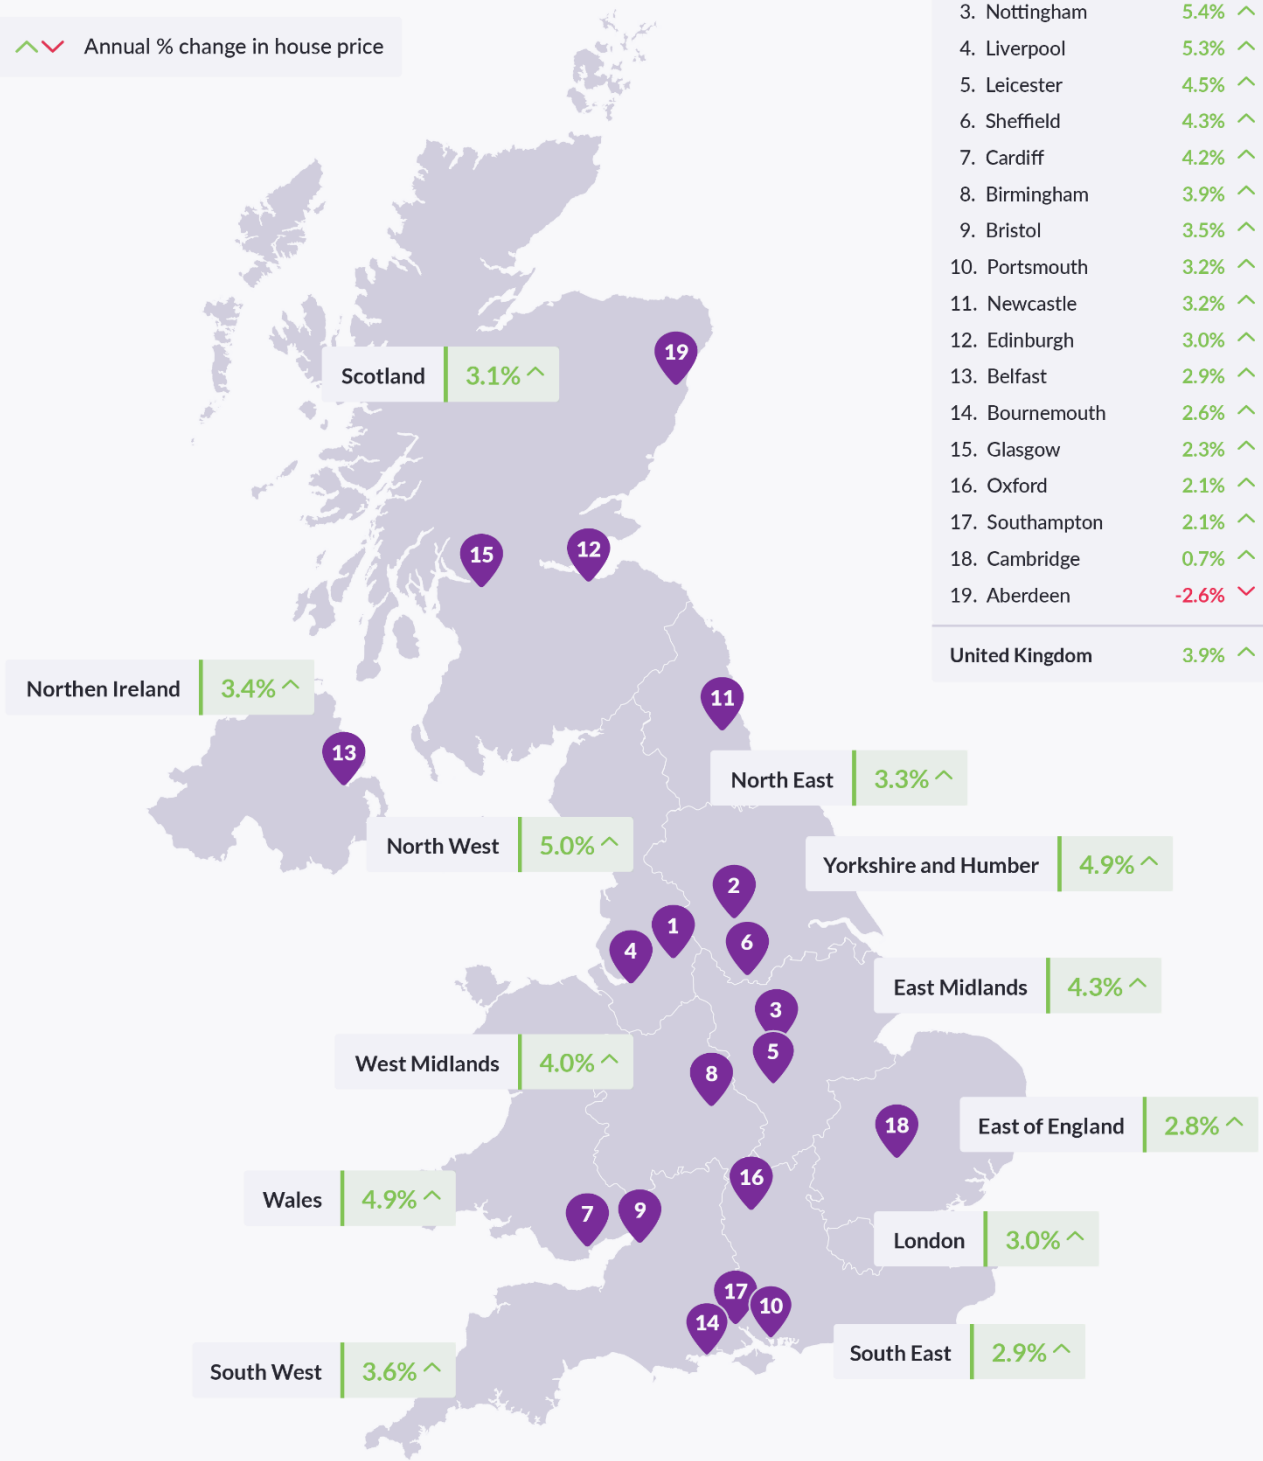 Annual % change in house price
3. Nottingham 5.4%
4. Liverpool 5.3%
5. Leicester 4.5%
6. Sheffield 4.3%
7. Cardiff 4.2%
8. Birmingham 3.9%
9. Bristol 3.5%
10. Portsmouth 3.2%
11. Newcastle 3.2%
12. Edinburgh 3.0%
13. Belfast 2.9%
14. Bournemouth 2.6%
15. Glasgow 2.3%
16. Oxford 2.1%
17. Southampton 2.1%
18. Cambridge 0.7%
19. Aberdeen -2.6%
United Kingdom 3.9%
19
Scotland 3.1%
15
12
Northen Ireland 3.4%
11
13
North East 3.3%
North West 5.0%
Yorkshire and Humber 4.9%
2
1
4
6
East Midlands 4.3%
3
5
West Midlands 4.0%
8
18
East of England 2.8%
16
Wales 4.9%
7
9
London 3.0%
17
10
14
South East 2.9%
South West 3.6%